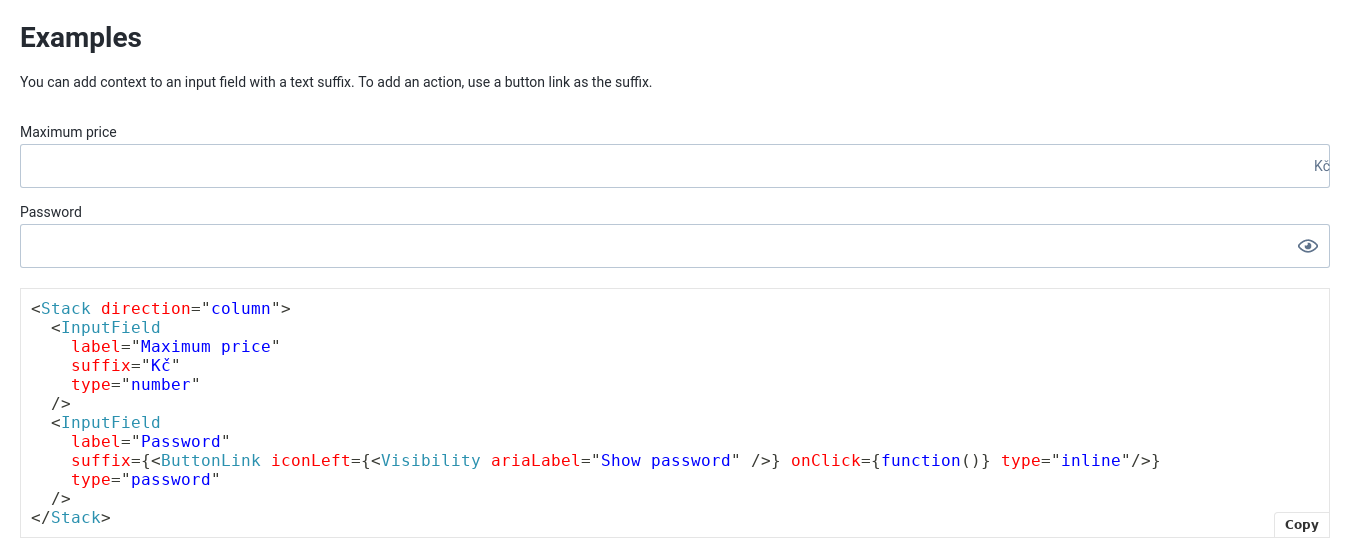 Examples
You can add context to an input field with a text suffix. To add an action, use a button link as the suffix.
Maximum price
Kč
Password
<Stack direction="column">
  <InputField
    label="Maximum price"
    suffix="Kč"
    type="number"
  />
  <InputField
    label="Password"
    suffix={<ButtonLink iconLeft={<Visibility ariaLabel="Show password" />} onClick={function()} type="inline"/>}
    type="password"
  />
</Stack>
Copy